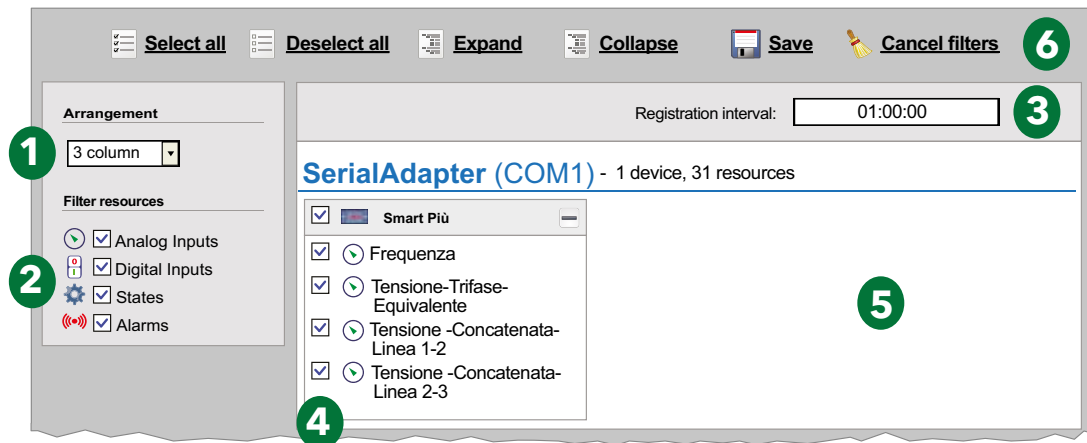 Select all
Deselect all
Expand
Collapse
Save
Cancel filters
6
Arrangement
Registration interval:
01:00:00
3
1
3 column
SerialAdapter (COM1) - 1 device, 31 resources
Filter resources
Smart Più
Analog Inputs
Frequenza
2
Digital Inputs
Tensione-Trifase-
Equivalente
5
States
Tensione -Concatenata-
Linea 1-2
Alarms
Tensione -Concatenata-
Linea 2-3
4